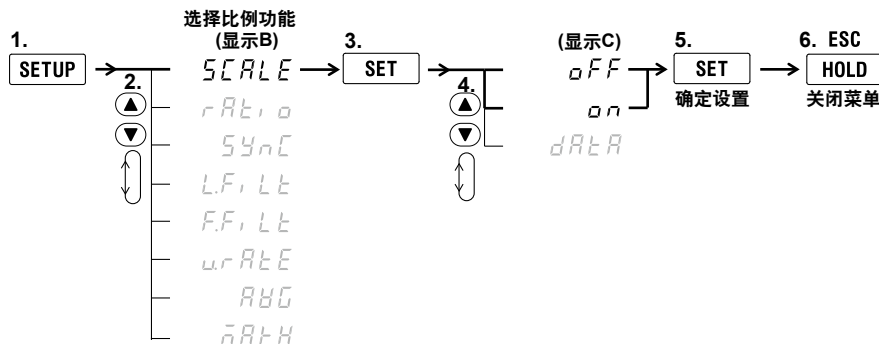 选择比例功能
1. (显示B) 3. (显示C) 5. 6. ESC
SETUP 2. SCALE SET 4. oFF SET HOLD
rAtio on 确定设置 关闭菜单
SYnC dAtA
L.FiLt
F.FiLt
u.rAtE
AVG
MAtH